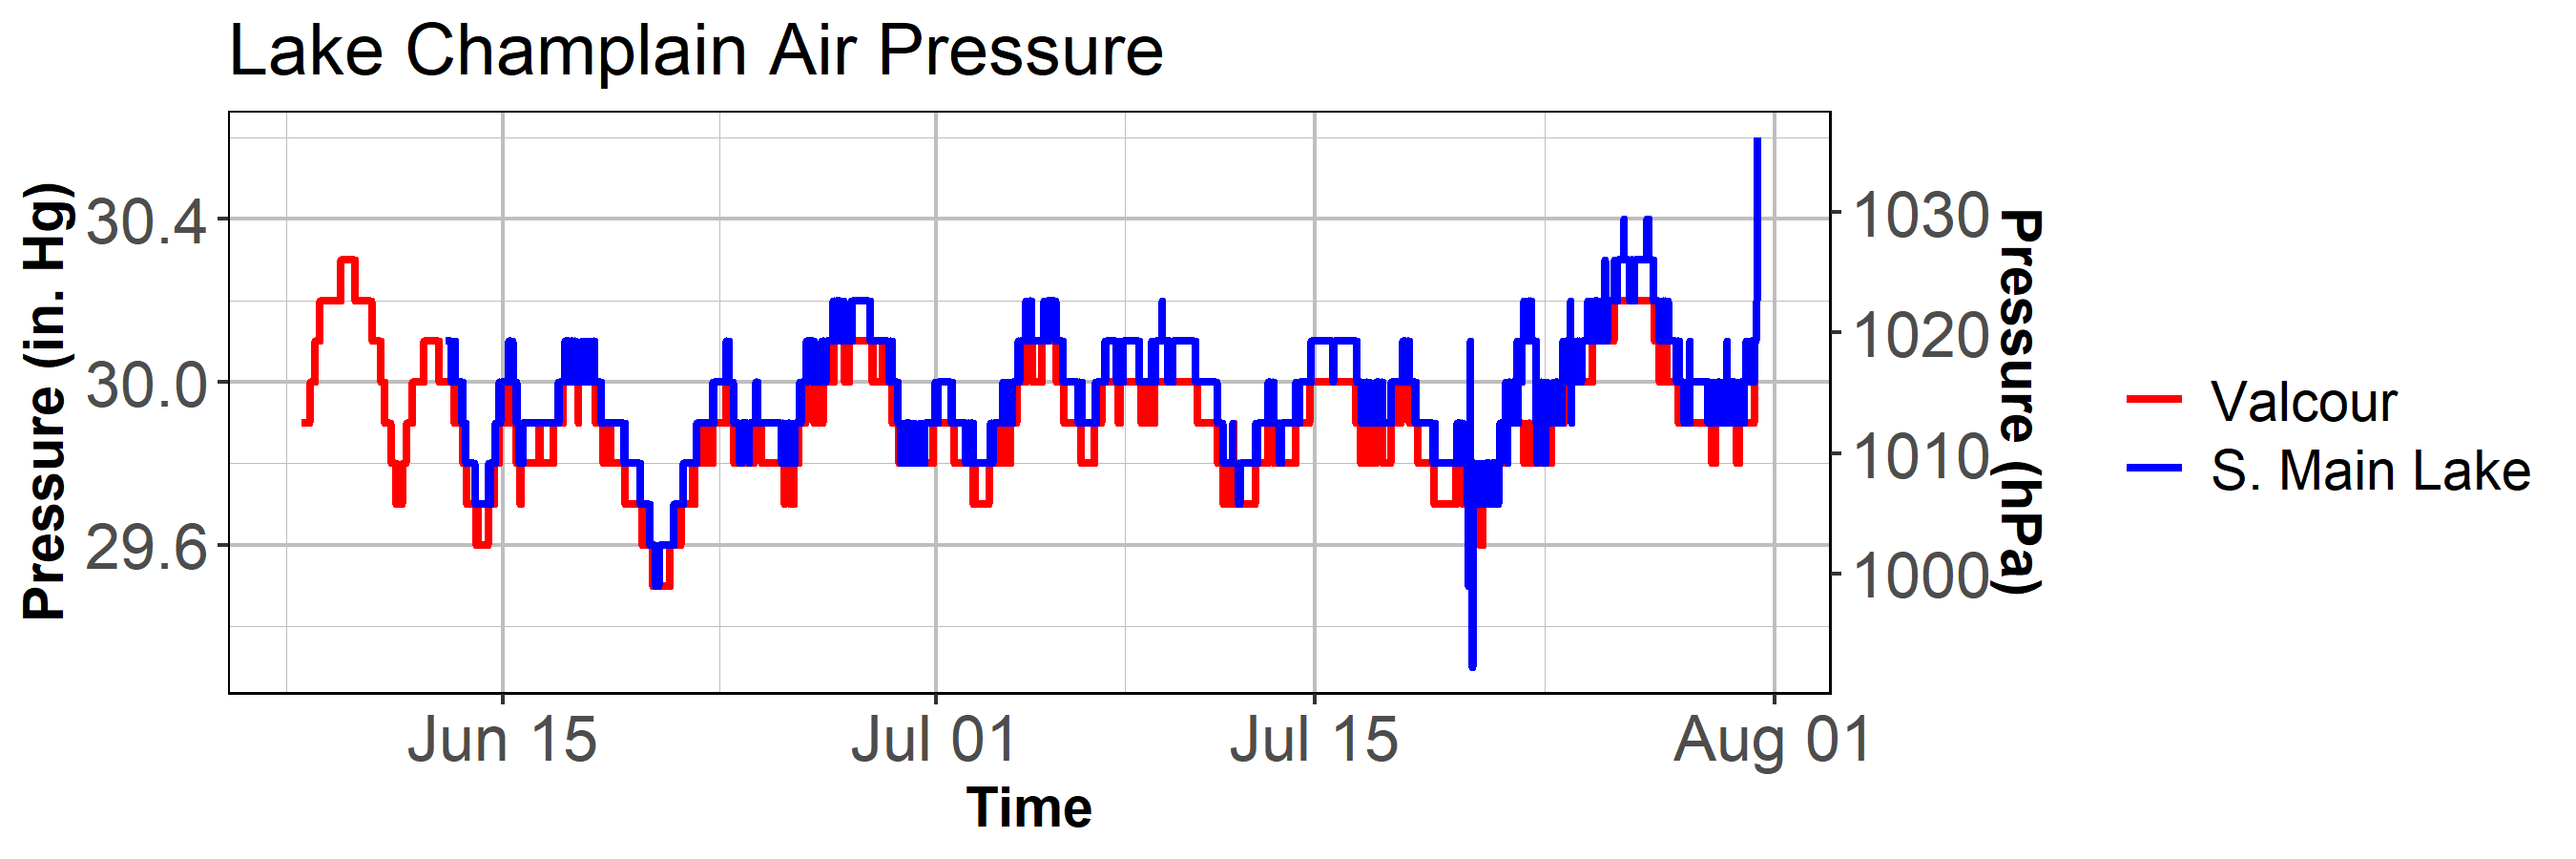 Lake Champlain Air Pressure
Pressure (in. Hg)
30.4
30.0
29.6
1030
1020
1010
1000
Pressure (hPa)
Jun 15
Jul 01
Jul 15
Aug 01
Time
Valcour
S. Main Lake